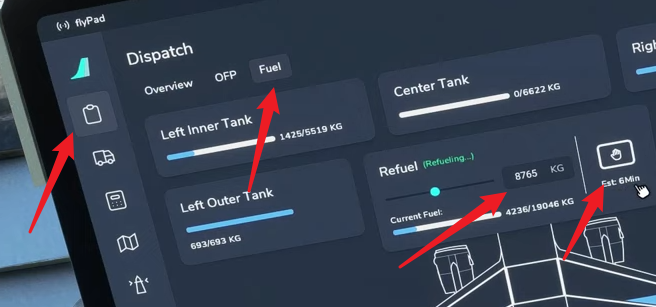 flyPad
Dispatch
Overview OFP Fuel
Left Inner Tank
1425/5519 KG
Center Tank
0/6622 KG
Left Outer Tank
693/693 KG
Refuel (Refueling...)
8765 KG
Est: 6Min
Current Fuel:
4236/19046 KG